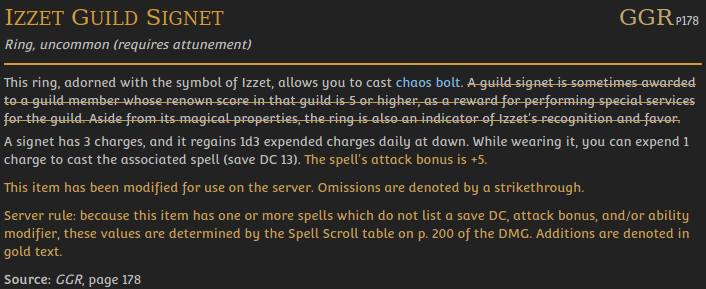 Izzet Guild Signet GGR P178
Ring, uncommon (requires attunement)
This ring, adorned with the symbol of Izzet, allows you to cast chaos bolt. A guild signet is sometimes awarded
to a guild member whose renown score in that guild is 5 or higher, as a reward for performing special services
for the guild. Aside from its magical properties, the ring is also an indicator of Izzet's recognition and favor.
A signet has 3 charges, and it regains 1d3 expended charges daily at dawn. While wearing it, you can expend 1
charge to cast the associated spell (save DC 13). The spell's attack bonus is +5.
This item has been modified for use on the server. Omissions are denoted by a strikethrough.
Server rule: because this item has one or more spells which do not list a save DC, attack bonus, and/or ability
modifier, these values are determined by the Spell Scroll table on p. 200 of the DMG. Additions are denoted in
gold text.
Source: GGR, page 178